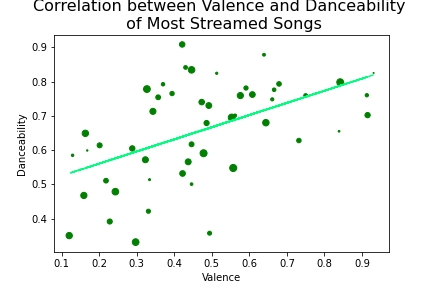 Correlation between Valence and Danceability
of Most Streamed Songs
0.9
0.8
0.7
0.6
0.5
0.4
Danceability
0.1 0.2 0.3 0.4 0.5 0.6 0.7 0.8 0.9
Valence